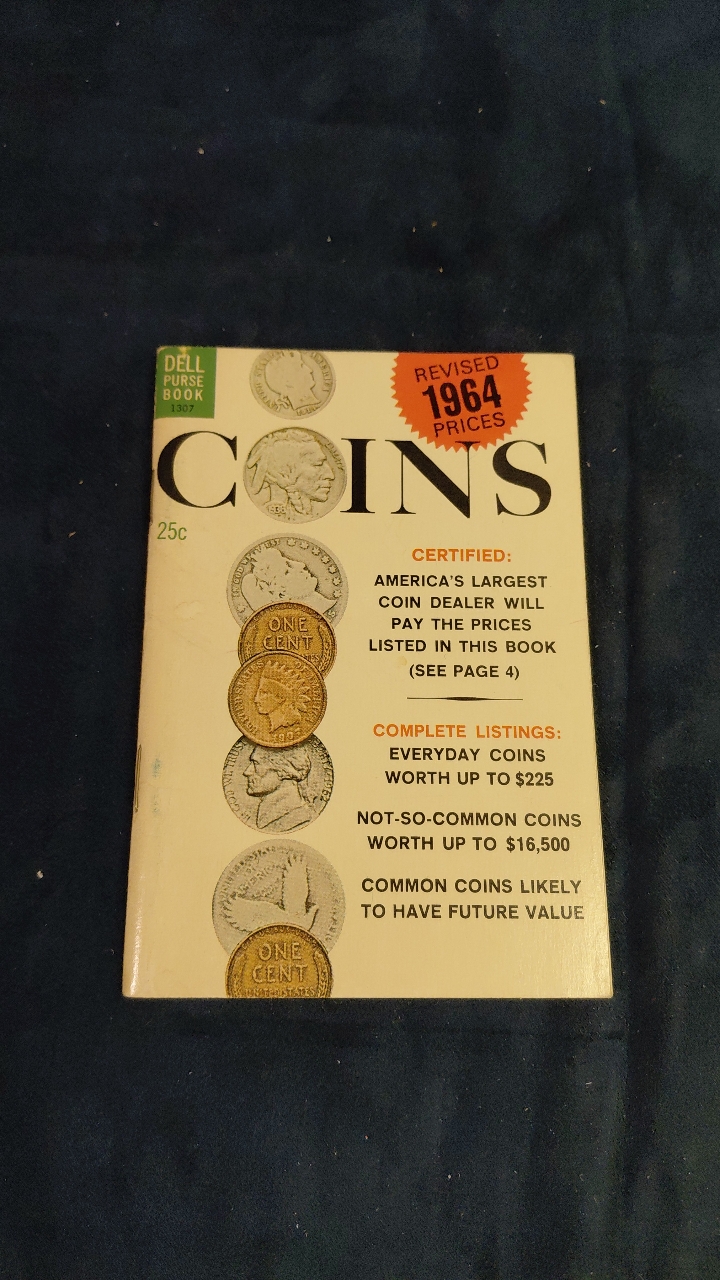 DELL
PURSE
BOOK
1307
REVISED
1964
PRICES
COINS
25c
CERTIFIED:
AMERICA'S LARGEST
COIN DEALER WILL
PAY THE PRICES
LISTED IN THIS BOOK
(SEE PAGE 4)
COMPLETE LISTINGS:
EVERYDAY COINS
WORTH UP TO $225
NOT-SO-COMMON COINS
WORTH UP TO $16,500
COMMON COINS LIKELY
TO HAVE FUTURE VALUE
ONE
CENT
ONE
CENT
UNITED STATES